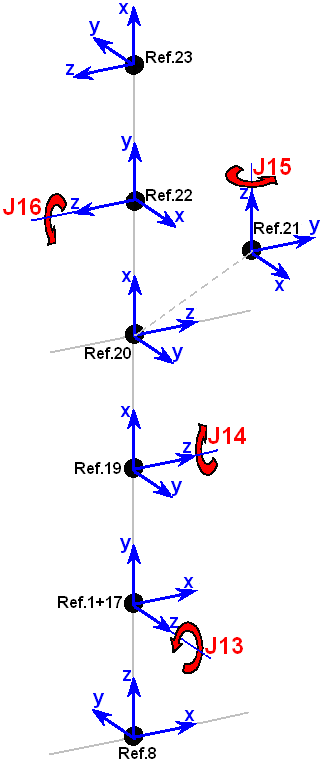 x
y
Ref.23
z
y
J15
J16
z
Ref.22
x
z
Ref.21
y
x
x
z
Ref.20
y
x
J14
z
Ref.19
y
y
x
Ref.1+17
z
J13
z
y
x
Ref.8